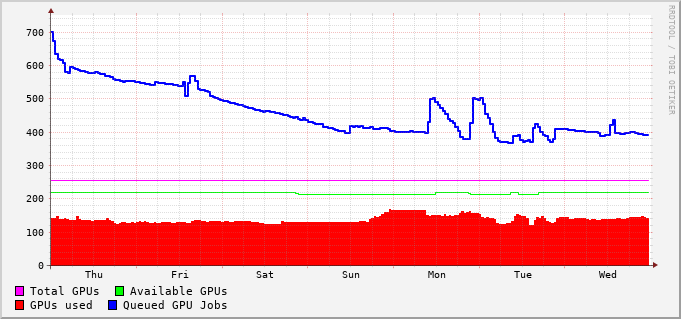 700
600
500
400
300
200
100
0
Thu Fri Sat Sun Mon Tue Wed
Total GPUs Available GPUs
GPUs used Queued GPU Jobs
RRDTOOL / TOBI OETIKER